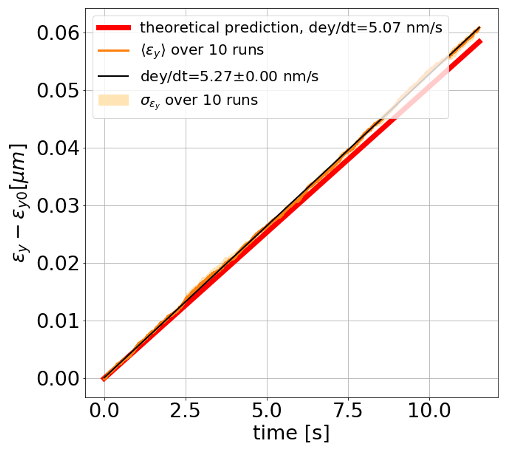 theoretical prediction, dey/dt=5.07 nm/s
⟨εy⟩ over 10 runs
dey/dt=5.27±0.00 nm/s
σεy over 10 runs
εy − εy0[μm]
0.06
0.05
0.04
0.03
0.02
0.01
0.00
0.0 2.5 5.0 7.5 10.0
time [s]